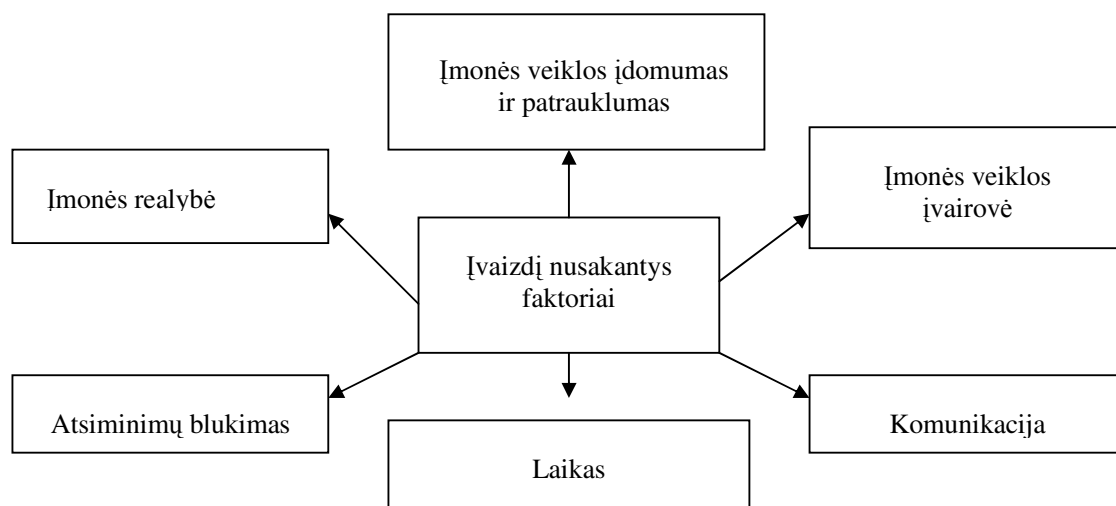 Įmonės veiklos įdomumas
ir patrauklumas
Įmonės realybė
Įmonės veiklos
įvairovė
Įvaizdį nusakantys
faktoriai
Atsiminimų blukimas
Komunikacija
Laikas